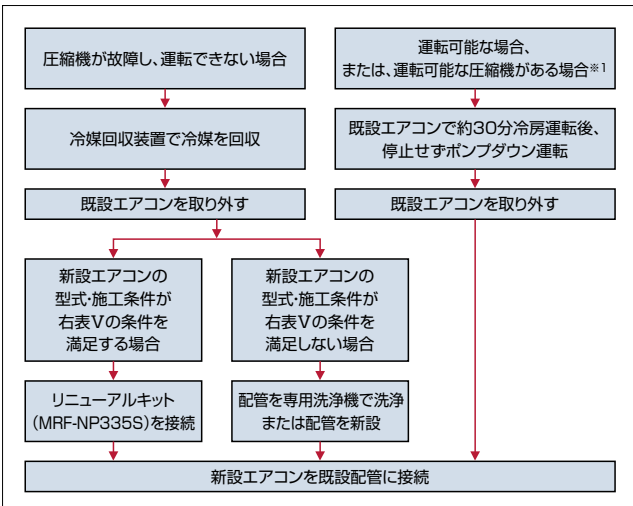 圧縮機が故障し、運転できない場合
冷媒回収装置で冷媒を回収
既設エアコンを取り外す
運転可能な場合、
または、運転可能な圧縮機がある場合※1
既設エアコンで約30分冷房運転後、
停止せずポンプダウン運転
既設エアコンを取り外す
新設エアコンの
型式・施工条件が
右表Vの条件を
満足する場合
新設エアコンの
型式・施工条件が
右表Vの条件を
満足しない場合
リニューアルキット
(MRF-NP335S)を接続
配管を専用洗浄機で洗浄
または配管を新設
新設エアコンを既設配管に接続